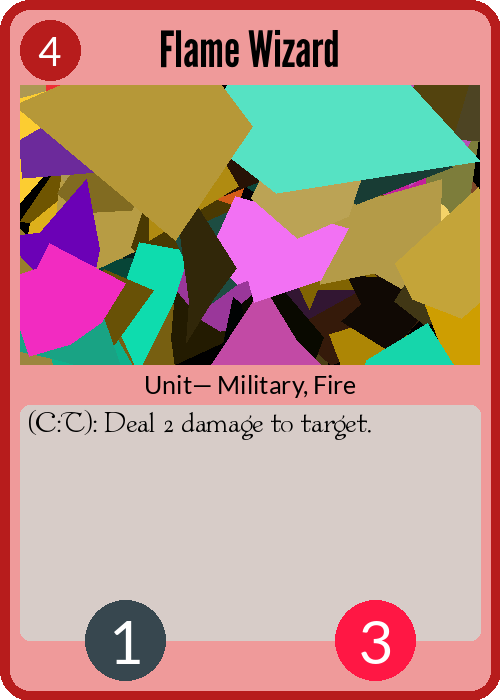 4
Flame Wizard
Unit— Military, Fire
(C:T): Deal 2 damage to target.
1
3